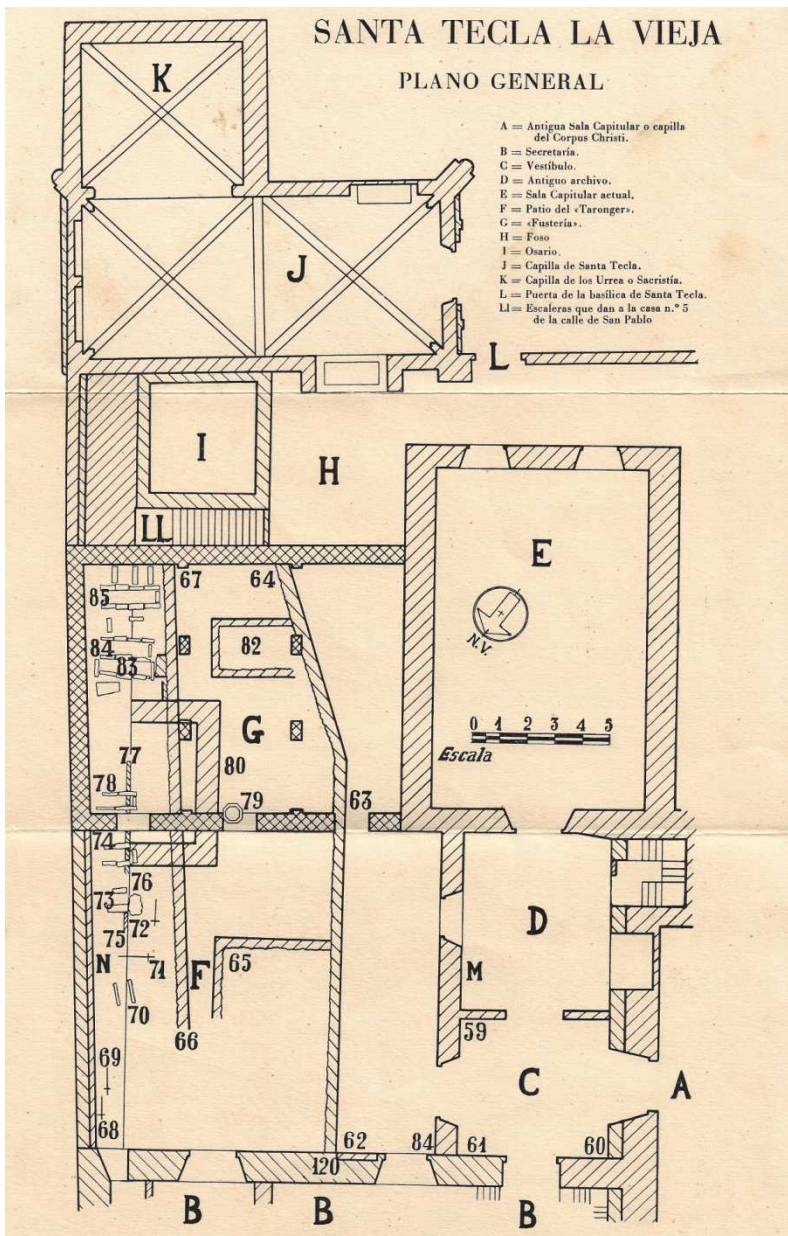 SANTA TECLA LA VIEJA
PLANO GENERAL
A = Antigua Sala Capitular o capilla
del Corpus Christi.
B = Secretaría.
C = Vestíbulo.
D = Antiguo archivo.
E = Sala Capitular actual.
F = Patio del «Taronger».
G = «Fustería».
H = Foso
I = Osario.
J = Capilla de Santa Tecla.
K = Capilla de los Urrea o Sacristía.
L = Puerta de la basílica de Santa Tecla.
Ll = Escaleras que dan a la casa n.º 5
de la calle de San Pablo
K
J
L
I
H
LL
E
N.V.
0 1 2 3 4 5
Escala
67
64
85
84
83
82
G
77
80
78
79
63
74
76
73
72
75
N
71
F
65
70
66
69
68
D
M
59
C
A
62
84
61
60
120
B
B
B